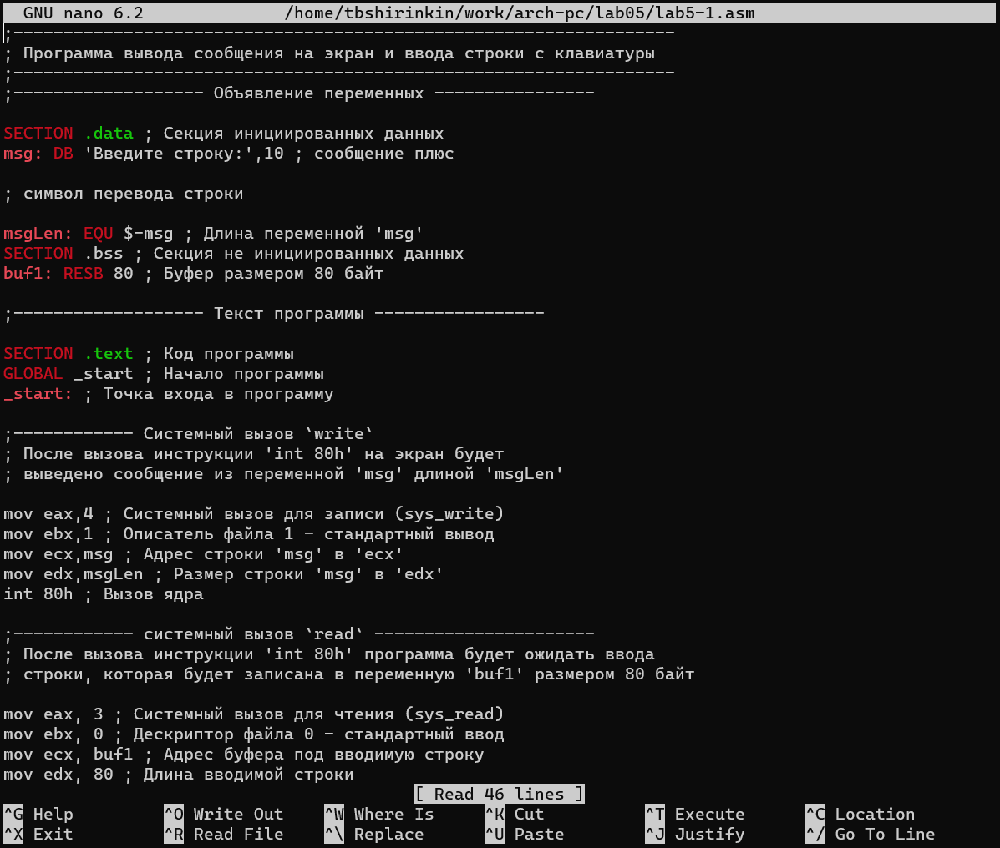 GNU nano 6.2 /home/tbshirinkin/work/arch-pc/lab05/lab5-1.asm
;------------------------------------------------------------------
; Программа вывода сообщения на экран и ввода строки с клавиатуры
;------------------------------------------------------------------
;------------------- Объявление переменных ----------------
SECTION .data ; Секция инициированных данных
msg: DB 'Введите строку:',10 ; сообщение плюс
; символ перевода строки
msgLen: EQU $-msg ; Длина переменной 'msg'
SECTION .bss ; Секция не инициированных данных
buf1: RESB 80 ; Буфер размером 80 байт
;------------------- Текст программы -----------------
SECTION .text ; Код программы
GLOBAL _start ; Начало программы
_start: ; Точка входа в программу
;------------ Системный вызов `write`
; После вызова инструкции 'int 80h' на экран будет
; выведено сообщение из переменной 'msg' длиной 'msgLen'
mov eax,4 ; Системный вызов для записи (sys_write)
mov ebx,1 ; Описатель файла 1 - стандартный вывод
mov ecx,msg ; Адрес строки 'msg' в 'ecx'
mov edx,msgLen ; Размер строки 'msg' в 'edx'
int 80h ; Вызов ядра
;------------ системный вызов `read` ----------------------
; После вызова инструкции 'int 80h' программа будет ожидать ввода
; строки, которая будет записана в переменную 'buf1' размером 80 байт
mov eax, 3 ; Системный вызов для чтения (sys_read)
mov ebx, 0 ; Дескриптор файла 0 - стандартный ввод
mov ecx, buf1 ; Адрес буфера под вводимую строку
mov edx, 80 ; Длина вводимой строки
[ Read 46 lines ]
^G Help ^O Write Out ^W Where Is ^K Cut ^T Execute ^C Location
^X Exit ^R Read File ^\ Replace ^U Paste ^J Justify ^/ Go To Line